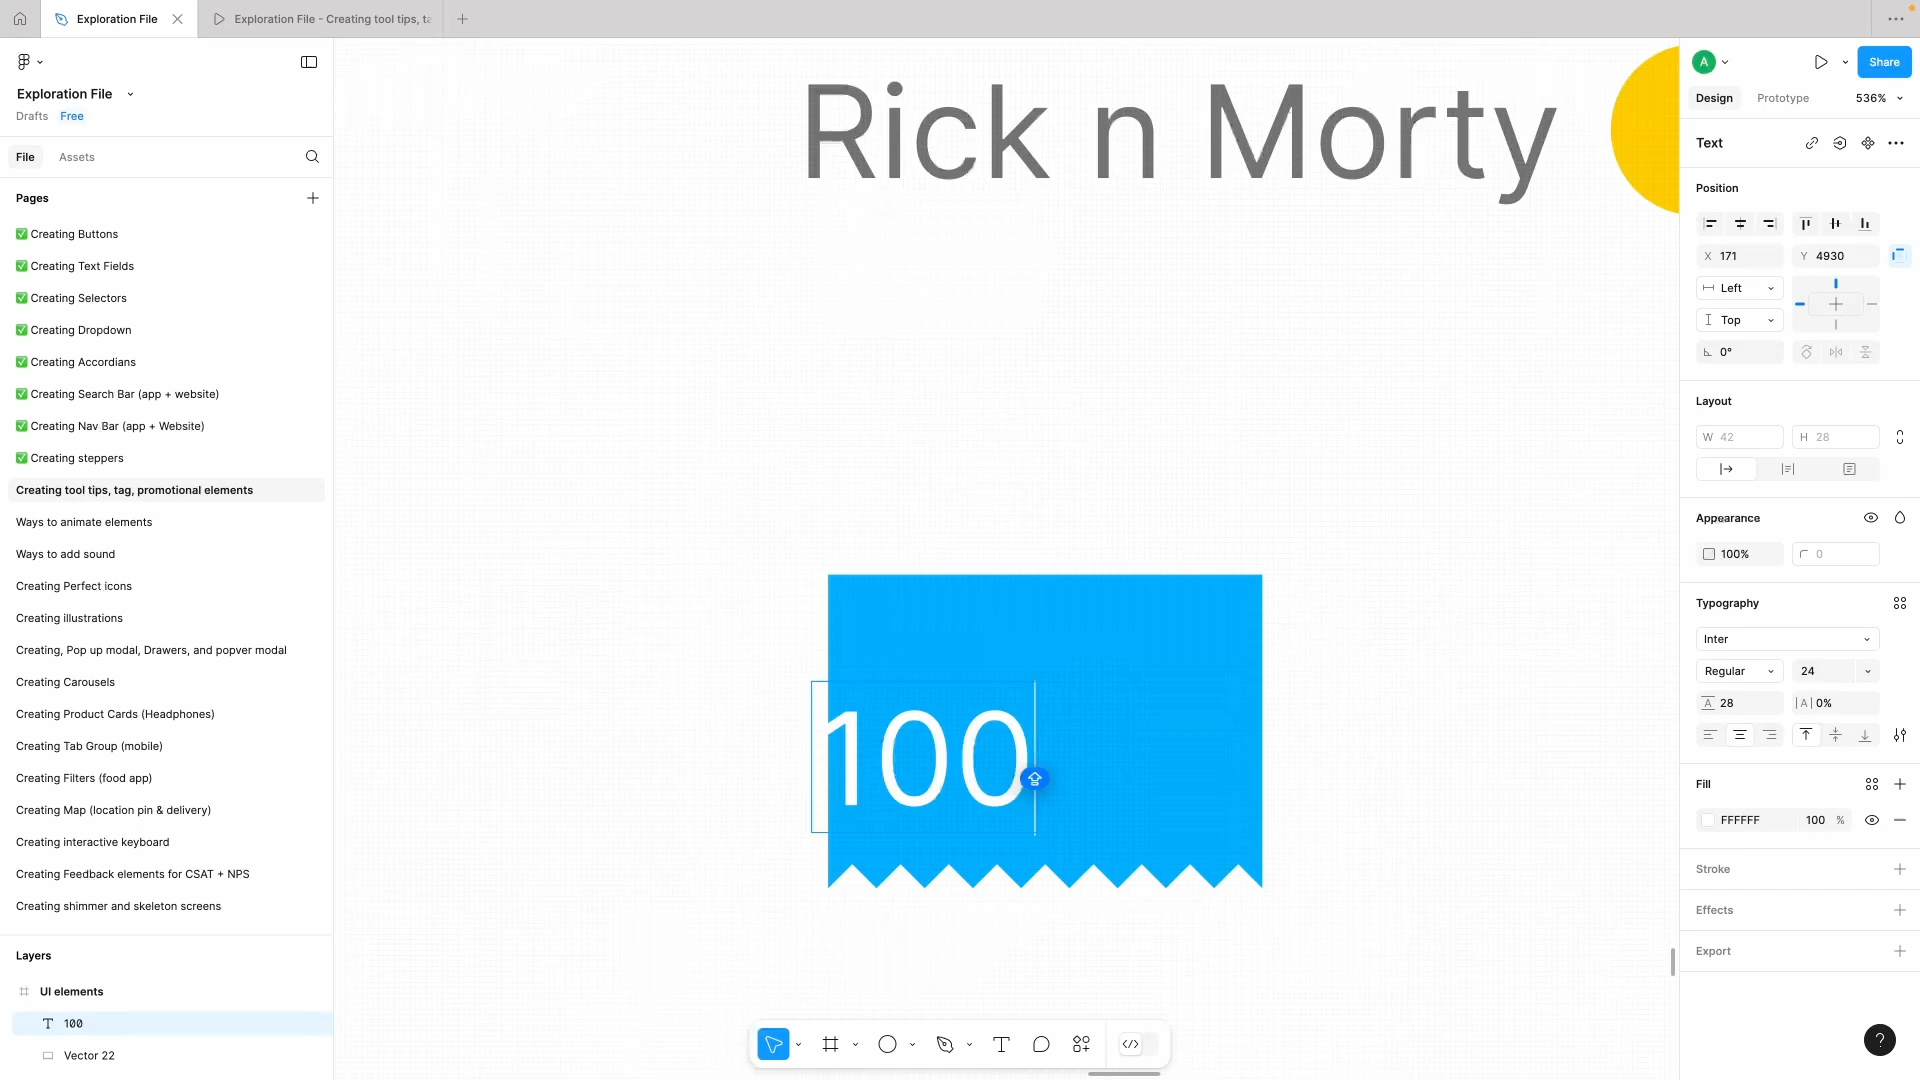 Exploration File
Exploration File - Creating tool tips, ta
Exploration File
Drafts Free
File Assets
Pages
Creating Buttons
Creating Text Fields
Creating Selectors
Creating Dropdown
Creating Accordians
Creating Search Bar (app + website)
Creating Nav Bar (app + Website)
Creating steppers
Creating tool tips, tag, promotional elements
Ways to animate elements
Ways to add sound
Creating Perfect icons
Creating illustrations
Creating, Pop up modal, Drawers, and popver modal
Creating Carousels
Creating Product Cards (Headphones)
Creating Tab Group (mobile)
Creating Filters (food app)
Creating Map (location pin & delivery)
Creating interactive keyboard
Creating Feedback elements for CSAT + NPS
Creating shimmer and skeleton screens
Layers
UI elements
100
Vector 22
Rick n Morty
100
A
Share
Design Prototype 536%
Text
Position
X 171 Y 4930
Left
Top
0°
Layout
W 42 H 28
Appearance
100% 0
Typography
Inter
Regular 24
A 28 |A| 0%
Fill
FFFFFF 100 %
Stroke
Effects
Export
?